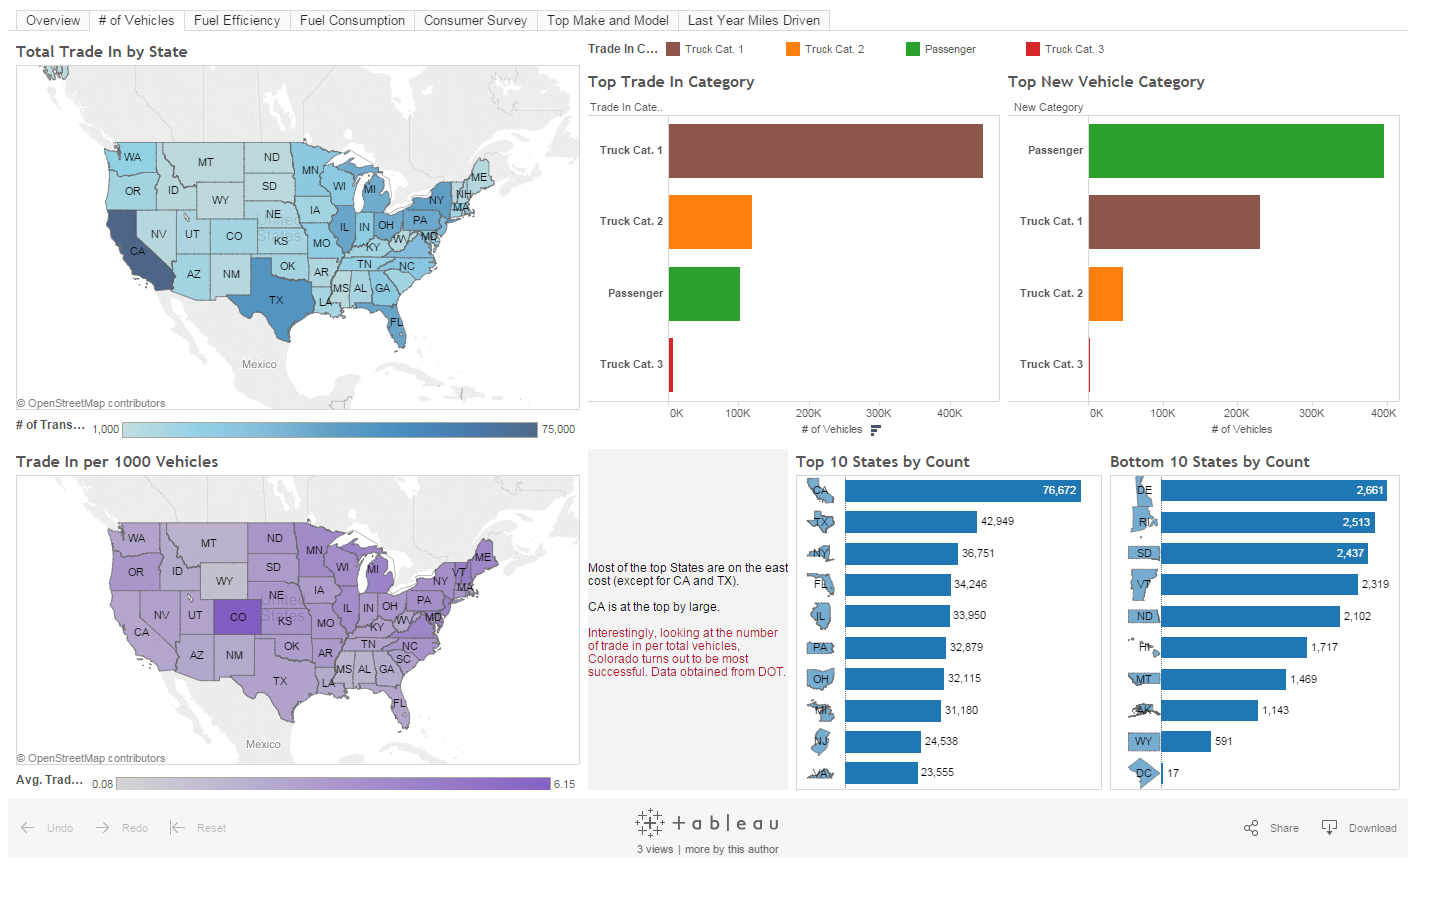 Overview
# of Vehicles
Fuel Efficiency
Fuel Consumption
Consumer Survey
Top Make and Model
Last Year Miles Driven
Total Trade In by State
WA
MT
ND
MN
OR
ID
SD
WI
MI
ME
WY
NH
NY
MA
IA
NE
United States
NV
UT
CO
KS
MO
IL
IN
OH
PA
WV
MD
KY
CA
AZ
NM
OK
AR
TN
NC
TX
LA
MS
AL
GA
FL
Mexico
© OpenStreetMap contributors
# of Trans...
1,000
75,000
Trade In C...
Truck Cat. 1
Truck Cat. 2
Passenger
Truck Cat. 3
Top Trade In Category
Trade In Cate..
Truck Cat. 1
Truck Cat. 2
Passenger
Truck Cat. 3
0K
100K
200K
300K
400K
# of Vehicles
Top New Vehicle Category
New Category
Passenger
Truck Cat. 1
Truck Cat. 2
Truck Cat. 3
0K
100K
200K
300K
400K
# of Vehicles
Trade In per 1000 Vehicles
WA
MT
ND
MN
OR
ID
SD
WI
MI
VT
ME
WY
NY
MA
IA
NE
United States
NV
UT
CO
KS
MO
IL
IN
OH
PA
WV
MD
KY
CA
AZ
NM
OK
AR
TN
NC
SC
TX
LA
MS
AL
GA
FL
Mexico
© OpenStreetMap contributors
Avg. Trad...
0.08
6.15
Most of the top States are on the east
cost (except for CA and TX).
CA is at the top by large.
Interestingly, looking at the number
of trade in per total vehicles,
Colorado turns out to be most
successful. Data obtained from DOT.
Top 10 States by Count
CA 76,672
TX 42,949
NY 36,751
FL 34,246
IL 33,950
PA 32,879
OH 32,115
MI 31,180
NJ 24,538
VA 23,555
Bottom 10 States by Count
DE 2,661
RI 2,513
SD 2,437
VT 2,319
ND 2,102
HI 1,717
MT 1,469
AK 1,143
WY 591
DC 17
Undo
Redo
Reset
+ableau
3 views | more by this author
Share
Download